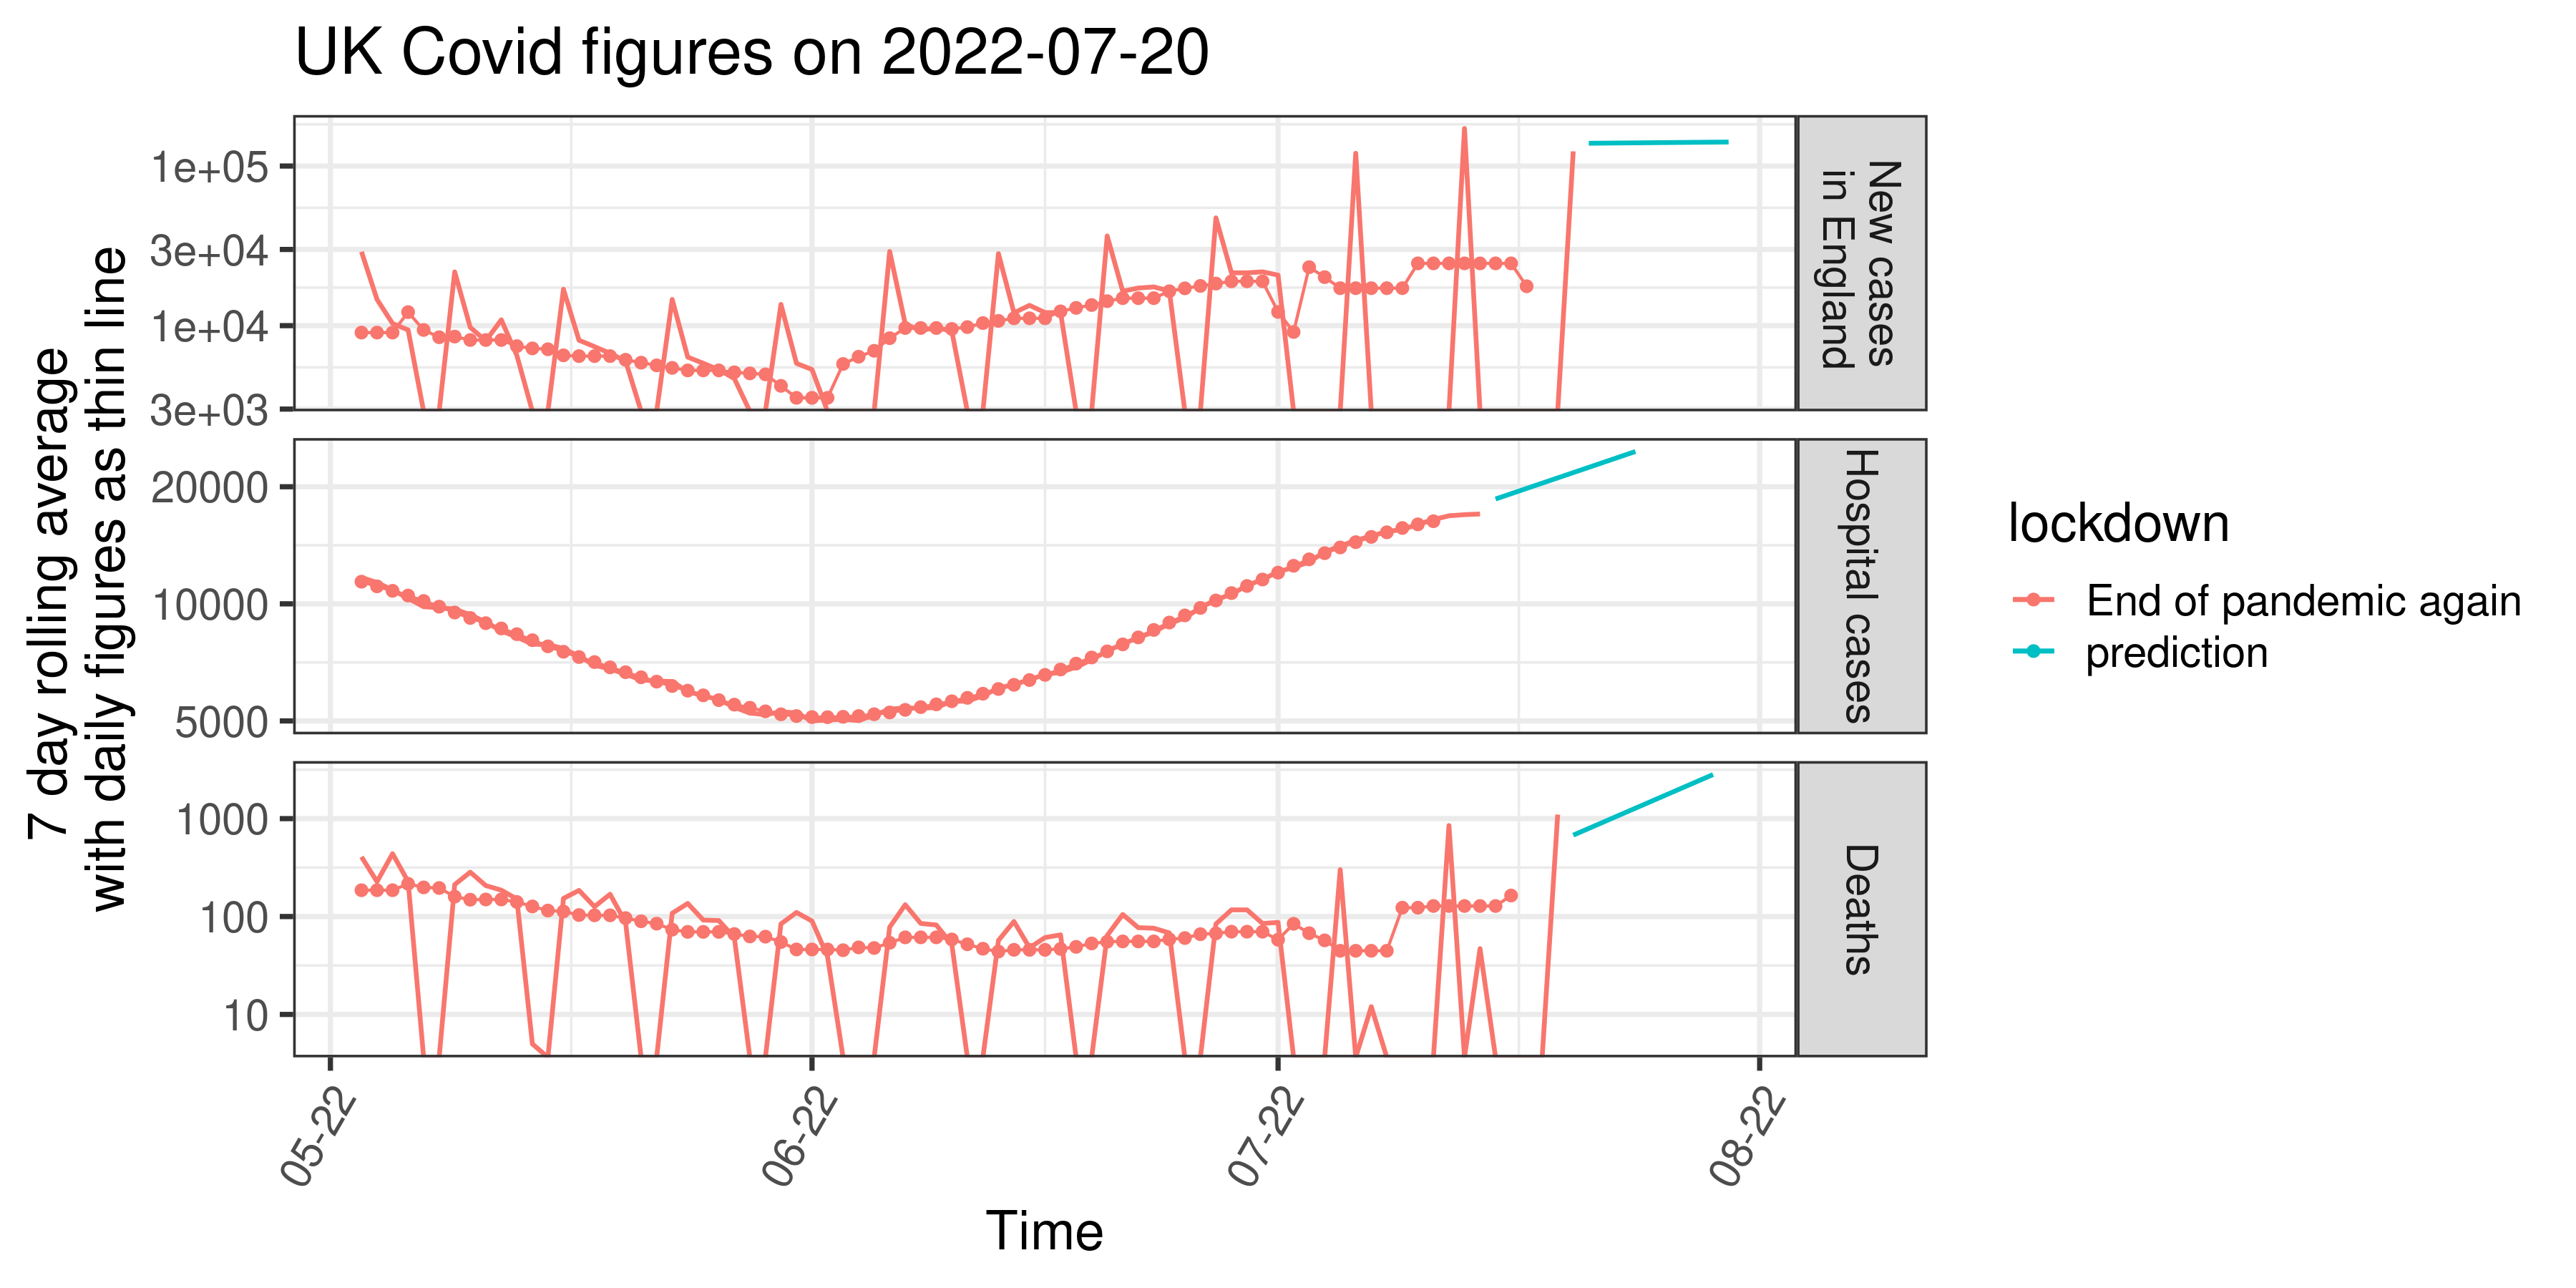 UK Covid figures on 2022-07-20
7 day rolling average
with daily figures as thin line
1e+05
3e+04
1e+04
3e+03
New cases
in England
20000
10000
5000
Hospital cases
1000
100
10
Deaths
05-22
06-22
07-22
08-22
Time
lockdown
End of pandemic again
prediction